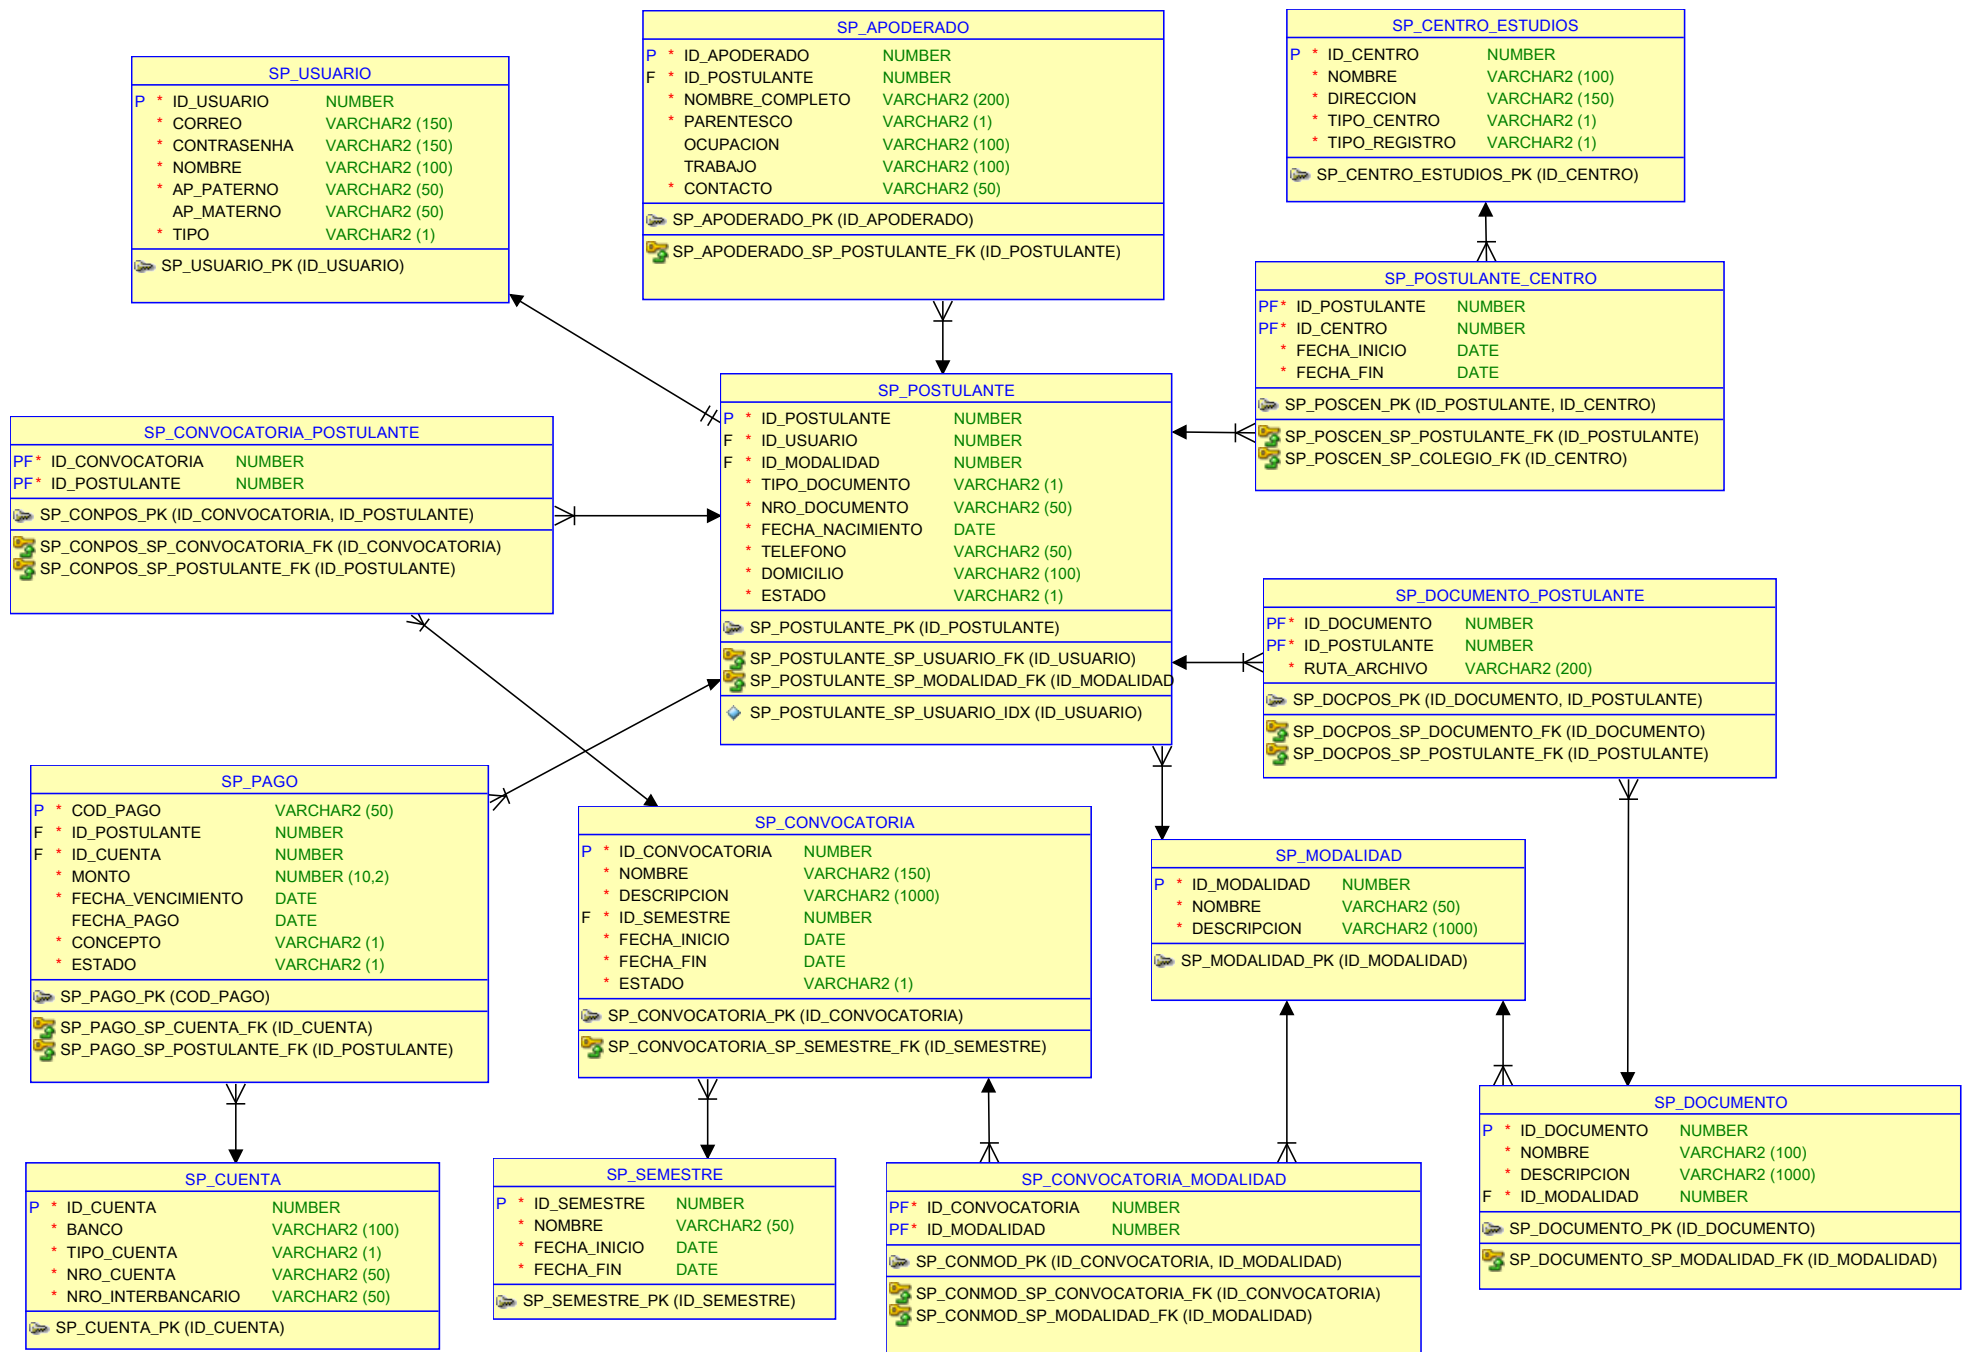 SP_USUARIO
P * ID_USUARIO NUMBER
* CORREO VARCHAR2 (150)
* CONTRASENHA VARCHAR2 (150)
* NOMBRE VARCHAR2 (100)
* AP_PATERNO VARCHAR2 (50)
AP_MATERNO VARCHAR2 (50)
* TIPO VARCHAR2 (1)
SP_USUARIO_PK (ID_USUARIO)
SP_APODERADO
P * ID_APODERADO NUMBER
F * ID_POSTULANTE NUMBER
* NOMBRE_COMPLETO VARCHAR2 (200)
* PARENTESCO VARCHAR2 (1)
OCUPACION VARCHAR2 (100)
TRABAJO VARCHAR2 (100)
* CONTACTO VARCHAR2 (50)
SP_APODERADO_PK (ID_APODERADO)
SP_APODERADO_SP_POSTULANTE_FK (ID_POSTULANTE)
SP_CENTRO_ESTUDIOS
P * ID_CENTRO NUMBER
* NOMBRE VARCHAR2 (100)
* DIRECCION VARCHAR2 (150)
* TIPO_CENTRO VARCHAR2 (1)
* TIPO_REGISTRO VARCHAR2 (1)
SP_CENTRO_ESTUDIOS_PK (ID_CENTRO)
SP_POSTULANTE_CENTRO
PF* ID_POSTULANTE NUMBER
PF* ID_CENTRO NUMBER
* FECHA_INICIO DATE
* FECHA_FIN DATE
SP_POSCEN_PK (ID_POSTULANTE, ID_CENTRO)
SP_POSCEN_SP_POSTULANTE_FK (ID_POSTULANTE)
SP_POSCEN_SP_COLEGIO_FK (ID_CENTRO)
SP_CONVOCATORIA_POSTULANTE
PF* ID_CONVOCATORIA NUMBER
PF* ID_POSTULANTE NUMBER
SP_CONPOS_PK (ID_CONVOCATORIA, ID_POSTULANTE)
SP_CONPOS_SP_CONVOCATORIA_FK (ID_CONVOCATORIA)
SP_CONPOS_SP_POSTULANTE_FK (ID_POSTULANTE)
SP_POSTULANTE
P * ID_POSTULANTE NUMBER
F * ID_USUARIO NUMBER
F * ID_MODALIDAD NUMBER
* TIPO_DOCUMENTO VARCHAR2 (1)
* NRO_DOCUMENTO VARCHAR2 (50)
* FECHA_NACIMIENTO DATE
* TELEFONO VARCHAR2 (50)
* DOMICILIO VARCHAR2 (100)
* ESTADO VARCHAR2 (1)
SP_POSTULANTE_PK (ID_POSTULANTE)
SP_POSTULANTE_SP_USUARIO_FK (ID_USUARIO)
SP_POSTULANTE_SP_MODALIDAD_FK (ID_MODALIDAD
SP_POSTULANTE_SP_USUARIO_IDX (ID_USUARIO)
SP_DOCUMENTO_POSTULANTE
PF* ID_DOCUMENTO NUMBER
PF* ID_POSTULANTE NUMBER
* RUTA_ARCHIVO VARCHAR2 (200)
SP_DOCPOS_PK (ID_DOCUMENTO, ID_POSTULANTE)
SP_DOCPOS_SP_DOCUMENTO_FK (ID_DOCUMENTO)
SP_DOCPOS_SP_POSTULANTE_FK (ID_POSTULANTE)
SP_PAGO
P * COD_PAGO VARCHAR2 (50)
F * ID_POSTULANTE NUMBER
F * ID_CUENTA NUMBER
* MONTO NUMBER (10,2)
* FECHA_VENCIMIENTO DATE
FECHA_PAGO DATE
* CONCEPTO VARCHAR2 (1)
* ESTADO VARCHAR2 (1)
SP_PAGO_PK (COD_PAGO)
SP_PAGO_SP_CUENTA_FK (ID_CUENTA)
SP_PAGO_SP_POSTULANTE_FK (ID_POSTULANTE)
SP_CONVOCATORIA
P * ID_CONVOCATORIA NUMBER
* NOMBRE VARCHAR2 (150)
* DESCRIPCION VARCHAR2 (1000)
F * ID_SEMESTRE NUMBER
* FECHA_INICIO DATE
* FECHA_FIN DATE
* ESTADO VARCHAR2 (1)
SP_CONVOCATORIA_PK (ID_CONVOCATORIA)
SP_CONVOCATORIA_SP_SEMESTRE_FK (ID_SEMESTRE)
SP_MODALIDAD
P * ID_MODALIDAD NUMBER
* NOMBRE VARCHAR2 (50)
* DESCRIPCION VARCHAR2 (1000)
SP_MODALIDAD_PK (ID_MODALIDAD)
SP_CUENTA
P * ID_CUENTA NUMBER
* BANCO VARCHAR2 (100)
* TIPO_CUENTA VARCHAR2 (1)
* NRO_CUENTA VARCHAR2 (50)
* NRO_INTERBANCARIO VARCHAR2 (50)
SP_CUENTA_PK (ID_CUENTA)
SP_SEMESTRE
P * ID_SEMESTRE NUMBER
* NOMBRE VARCHAR2 (50)
* FECHA_INICIO DATE
* FECHA_FIN DATE
SP_SEMESTRE_PK (ID_SEMESTRE)
SP_CONVOCATORIA_MODALIDAD
PF* ID_CONVOCATORIA NUMBER
PF* ID_MODALIDAD NUMBER
SP_CONMOD_PK (ID_CONVOCATORIA, ID_MODALIDAD)
SP_CONMOD_SP_CONVOCATORIA_FK (ID_CONVOCATORIA)
SP_CONMOD_SP_MODALIDAD_FK (ID_MODALIDAD)
SP_DOCUMENTO
P * ID_DOCUMENTO NUMBER
* NOMBRE VARCHAR2 (100)
* DESCRIPCION VARCHAR2 (1000)
F * ID_MODALIDAD NUMBER
SP_DOCUMENTO_PK (ID_DOCUMENTO)
SP_DOCUMENTO_SP_MODALIDAD_FK (ID_MODALIDAD)